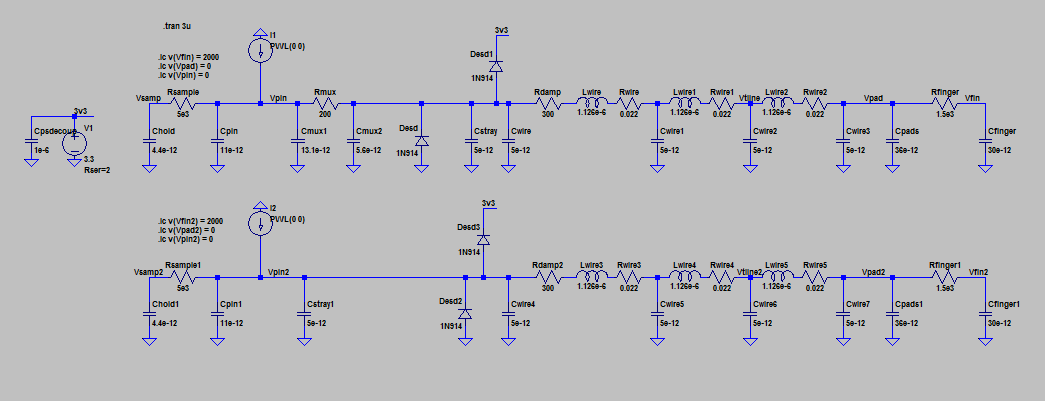 .tran 3u
I1
PWL(0 0)
3v3
.ic v(Vfin) = 2000
.ic v(Vpad) = 0
.ic v(Vpin) = 0
Desd1
1N914
Vsamp
Rsample
5e3
Vpin
Rmux
200
Rdamp
300
Lwire
1.126e-6
Rwire
0.022
Lwire1
1.126e-6
Rwire1
0.022
Vtline
Lwire2
1.126e-6
Rwire2
0.022
Vpad
Rfinger
1.5e3
Vfin
3v3
Cpsdecoup
1e-6
V1
3.3
Rser=2
Chold
4.4e-12
Cpin
11e-12
Cmux1
13.1e-12
Cmux2
5.6e-12
Desd
1N914
Cstray
5e-12
Cwire
5e-12
Cwire1
5e-12
Cwire2
5e-12
Cwire3
5e-12
Cpads
36e-12
Cfinger
30e-12
I2
PWL(0 0)
3v3
.ic v(Vfin2) = 2000
.ic v(Vpad2) = 0
.ic v(Vpin2) = 0
Desd3
1N914
Vsamp2
Rsample1
5e3
Vpin2
Rdamp2
300
Lwire3
1.126e-6
Rwire3
0.022
Lwire4
1.126e-6
Rwire4
0.022
Vtline2
Lwire5
1.126e-6
Rwire5
0.022
Vpad2
Rfinger1
1.5e3
Vfin2
Chold1
4.4e-12
Cpin1
11e-12
Cstray1
5e-12
Desd2
1N914
Cwire4
5e-12
Cwire5
5e-12
Cwire6
5e-12
Cwire7
5e-12
Cpads1
36e-12
Cfinger1
30e-12